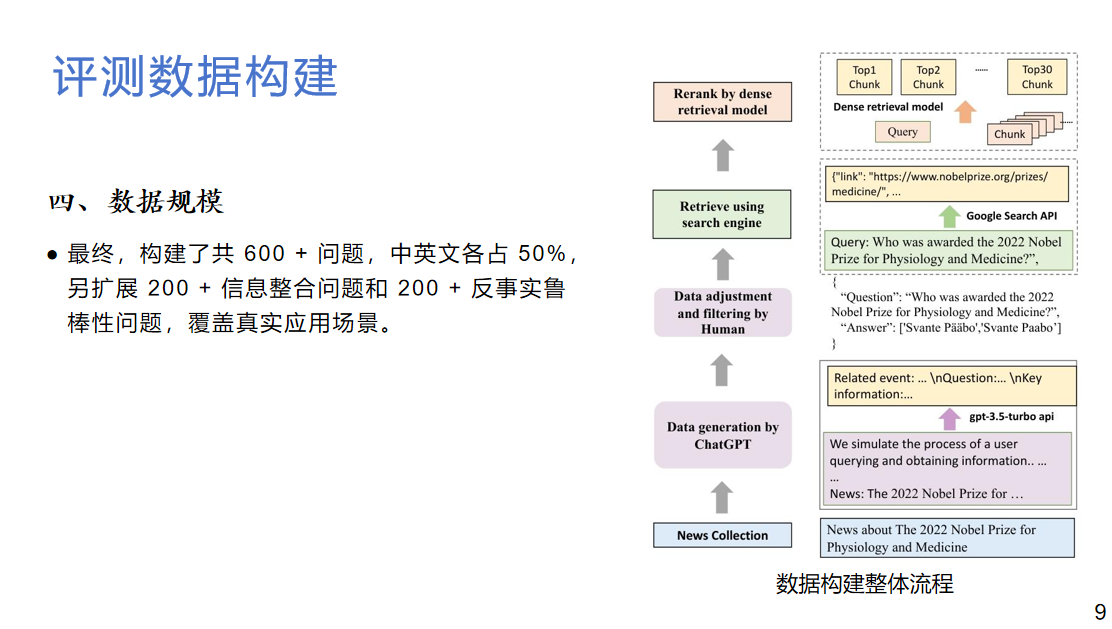 评测数据构建
四、数据规模
● 最终，构建了共 600 + 问题，中英文各占 50%，
另扩展 200 + 信息整合问题和 200 + 反事实鲁
棒性问题，覆盖真实应用场景。
Rerank by dense
retrieval model
Retrieve using
search engine
Data adjustment
and filtering by
Human
Data generation by
ChatGPT
News Collection
Top1
Chunk
Top2
Chunk
......
Top30
Chunk
Dense retrieval model
Query
Chunk
......
{"link": "https://www.nobelprize.org/prizes/
medicine/", ...
Google Search API
Query: Who was awarded the 2022 Nobel
Prize for Physiology and Medicine?”,
{
“Question”: “Who was awarded the 2022
Nobel Prize for Physiology and Medicine?”,
“Answer”: ['Svante Pääbo','Svante Paabo’]
}
Related event: … \nQuestion:… \nKey
information:…
gpt-3.5-turbo api
We simulate the process of a user
querying and obtaining information.. …
…
News: The 2022 Nobel Prize for …
News about The 2022 Nobel Prize for
Physiology and Medicine
数据构建整体流程
9